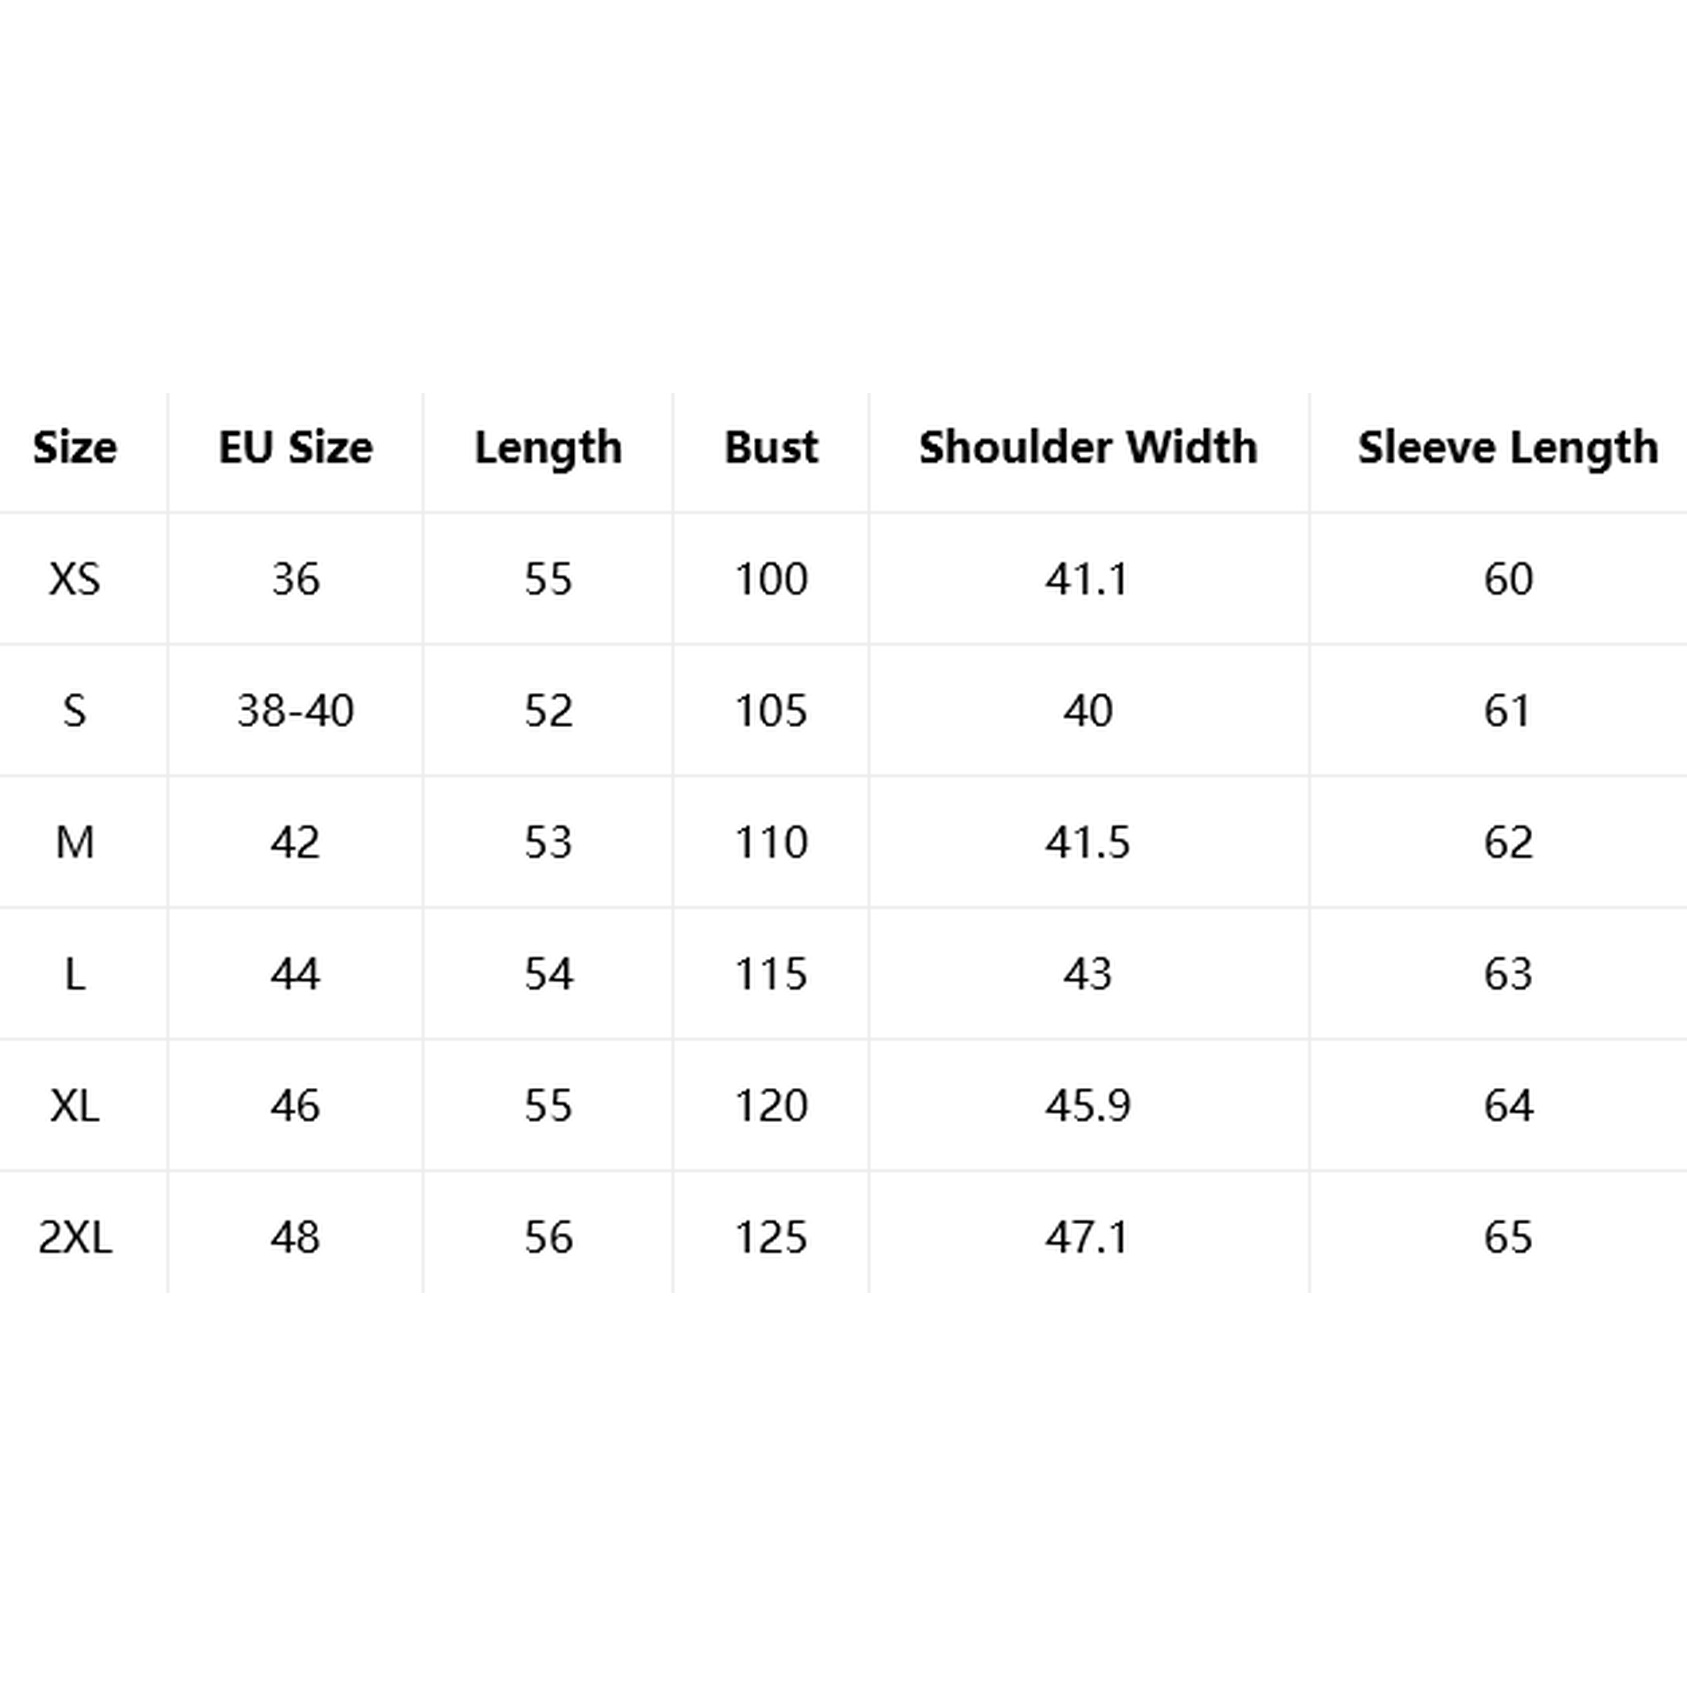 Size EU Size Length Bust Shoulder Width Sleeve Length
XS 36 55 100 41.1 60
S 38-40 52 105 40 61
M 42 53 110 41.5 62
L 44 54 115 43 63
XL 46 55 120 45.9 64
2XL 48 56 125 47.1 65